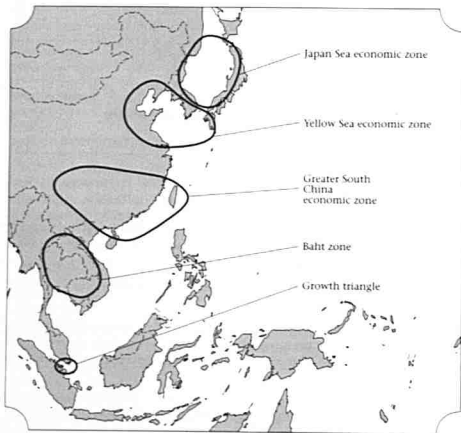 Japan Sea economic zone
Yellow Sea economic zone
Greater South
China
economic zone
Baht zone
Growth triangle